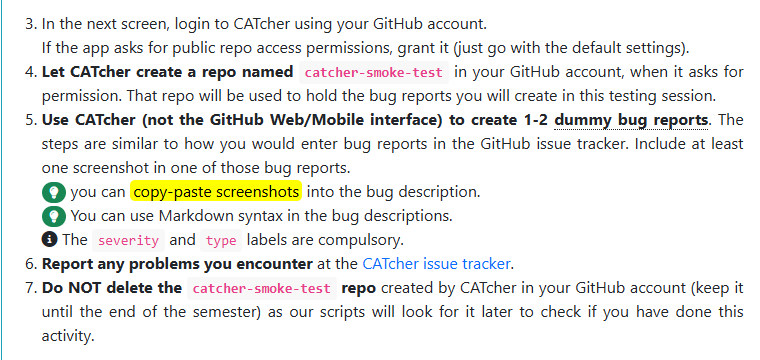 3. In the next screen, login to CATcher using your GitHub account.
If the app asks for public repo access permissions, grant it (just go with the default settings).
4. Let CATcher create a repo named catcher-smoke-test in your GitHub account, when it asks for
permission. That repo will be used to hold the bug reports you will create in this testing session.
5. Use CATcher (not the GitHub Web/Mobile interface) to create 1-2 dummy bug reports. The
steps are similar to how you would enter bug reports in the GitHub issue tracker. Include at least
one screenshot in one of those bug reports.
you can copy-paste screenshots into the bug description.
You can use Markdown syntax in the bug descriptions.
The severity and type labels are compulsory.
6. Report any problems you encounter at the CATcher issue tracker.
7. Do NOT delete the catcher-smoke-test repo created by CATcher in your GitHub account (keep it
until the end of the semester) as our scripts will look for it later to check if you have done this
activity.